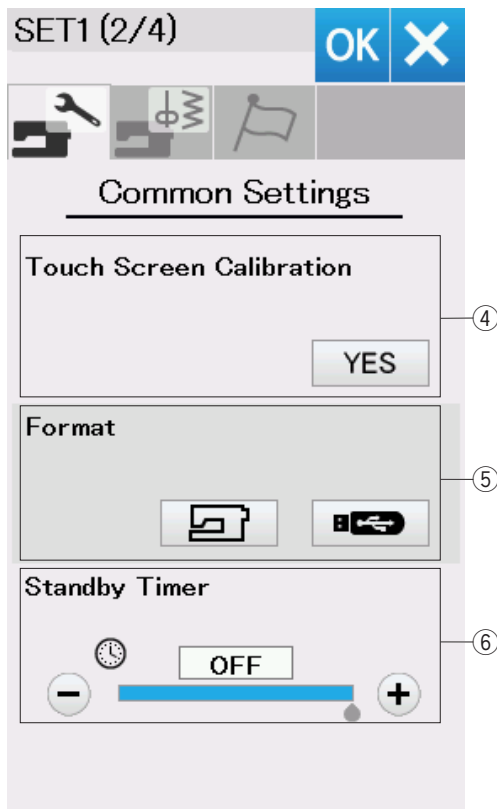 SET1 (2/4)
OK
Common Settings
Touch Screen Calibration
④
YES
Format
⑤
Standby Timer
⑥
OFF